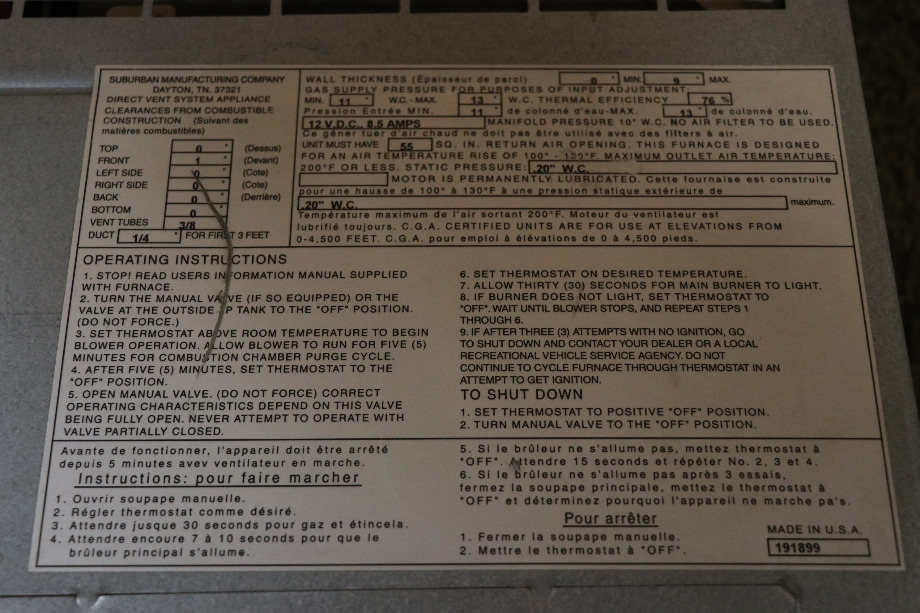 SUBURBAN MANUFACTURING COMPANY
DAYTON, TN. 37321
DIRECT VENT SYSTEM APPLIANCE
CLEARANCES FROM COMBUSTIBLE
CONSTRUCTION (Suivant des
matières combustibles)
TOP 0" (Dessus)
FRONT 1" (Devant)
LEFT SIDE 0" (Cote)
RIGHT SIDE 0" (Cote)
BACK 0" (Derrière)
BOTTOM 0"
VENT TUBES 3/8
DUCT 1/4" FOR FIRST 3 FEET
WALL THICKNESS (Épaisseur de parol) 0" MIN. 9" MAX.
GAS SUPPLY PRESSURE FOR PURPOSES OF INPUT ADJUSTMENT
MIN. 11" W.C.- MAX. 13" W.C. THERMAL EFFICIENCY 76 %
Pression Entrée MIN. 11" de colonné d'eau-MAX. 13" de colonné d'eau.
12 V.D.C., 8.5 AMPS MANIFOLD PRESSURE 10" W.C. NO AIR FILTER TO BE USED.
Ce géner tuer d'air chaud ne doit pas être utilisé avec des filters à air.
UNIT MUST HAVE 55 SQ. IN. RETURN AIR OPENING. THIS FURNACE IS DESIGNED
FOR AN AIR TEMPERATURE RISE OF 100° - 130°F. MAXIMUM OUTLET AIR TEMPERATURE:
200°F OR LESS. STATIC PRESSURE: .20" W.C.
MOTOR IS PERMANENTLY LUBRICATED. Cette fournaise est construite
pour une hausse de 100° à 130°F à une pression statique extérieure de
.20" W.C. maximum.
Température maximum de l'air sortant 200°F. Moteur du ventilateur est
lubrifié toujours. C.G.A. CERTIFIED UNITS ARE FOR USE AT ELEVATIONS FROM
0-4,500 FEET. C.G.A. pour emploi à élévations de 0 à 4,500 pieds.
OPERATING INSTRUCTIONS
1. STOP! READ USERS INFORMATION MANUAL SUPPLIED
WITH FURNACE.
2. TURN THE MANUAL VALVE (IF SO EQUIPPED) OR THE
VALVE AT THE OUTSIDE LP TANK TO THE "OFF" POSITION.
(DO NOT FORCE.)
3. SET THERMOSTAT ABOVE ROOM TEMPERATURE TO BEGIN
BLOWER OPERATION. ALLOW BLOWER TO RUN FOR FIVE (5)
MINUTES FOR COMBUSTION CHAMBER PURGE CYCLE.
4. AFTER FIVE (5) MINUTES, SET THERMOSTAT TO THE
"OFF" POSITION.
5. OPEN MANUAL VALVE. (DO NOT FORCE) CORRECT
OPERATING CHARACTERISTICS DEPEND ON THIS VALVE
BEING FULLY OPEN. NEVER ATTEMPT TO OPERATE WITH
VALVE PARTIALLY CLOSED.
6. SET THERMOSTAT ON DESIRED TEMPERATURE.
7. ALLOW THIRTY (30) SECONDS FOR MAIN BURNER TO LIGHT.
8. IF BURNER DOES NOT LIGHT, SET THERMOSTAT TO
"OFF". WAIT UNTIL BLOWER STOPS, AND REPEAT STEPS 1
THROUGH 6.
9. IF AFTER THREE (3) ATTEMPTS WITH NO IGNITION, GO
TO SHUT DOWN AND CONTACT YOUR DEALER OR A LOCAL
RECREATIONAL VEHICLE SERVICE AGENCY. DO NOT
CONTINUE TO CYCLE FURNACE THROUGH THERMOSTAT IN AN
ATTEMPT TO GET IGNITION.
TO SHUT DOWN
1. SET THERMOSTAT TO POSITIVE "OFF" POSITION.
2. TURN MANUAL VALVE TO THE "OFF" POSITION.
Avante de fonctionner, l'appareil doit être arrêté
depuis 5 minutes avev ventilateur en marche.
Instructions: pour faire marcher
1. Ouvrir soupape manuelle.
2. Régler thermostat comme désiré.
3. Attendre jusque 30 seconds pour gaz et étincela.
4. Attendre encoure 7 à 10 seconds pour que le
brûleur principal s'allume.
5. Si le brûleur ne s'allume pas, mettez thermostat à
"OFF". Attendre 15 seconds et répéter No. 2, 3 et 4.
6. Si le brûleur ne s'allume pas après 3 essais,
fermez la soupape principale, mettez le thermostat à
"OFF" et déterminez pourquoi l'appareil ne marche pa's.
Pour arrêter
1. Fermer la soupape manuelle.
2. Mettre le thermostat à "OFF".
MADE IN U.S.A.
191899